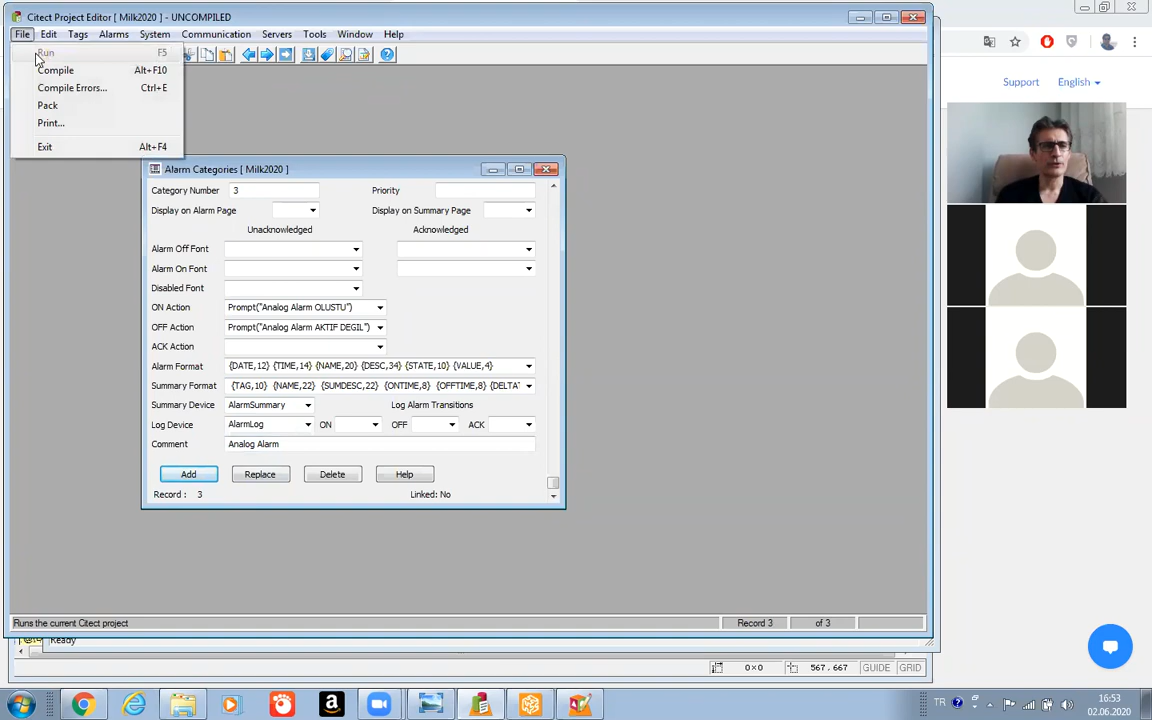 Citect Project Editor [ Milk2020 ] - UNCOMPILED
File Edit Tags Alarms System Communication Servers Tools Window Help
Run F5
Compile Alt+F10
Compile Errors... Ctrl+E
Pack
Print...
Exit Alt+F4
Support English
Alarm Categories [ Milk2020 ]
Category Number 3 Priority
Display on Alarm Page Display on Summary Page
Unacknowledged Acknowledged
Alarm Off Font
Alarm On Font
Disabled Font
ON Action Prompt("Analog Alarm OLUSTU")
OFF Action Prompt("Analog Alarm AKTIF DEGIL")
ACK Action
Alarm Format {DATE,12} {TIME,14} {NAME,20} {DESC,34} {STATE,10} {VALUE,4}
Summary Format {TAG,10} {NAME,22} {SUMDESC,22} {ONTIME,8} {OFFTIME,8} {DELTAT
Summary Device AlarmSummary Log Alarm Transitions
Log Device AlarmLog ON OFF ACK
Comment Analog Alarm
Add Replace Delete Help
Record : 3 Linked: No
Runs the current Citect project Record 3 of 3
Ready
0×0 567, 667 GUIDE GRID
TR 16:53
02.06.2020